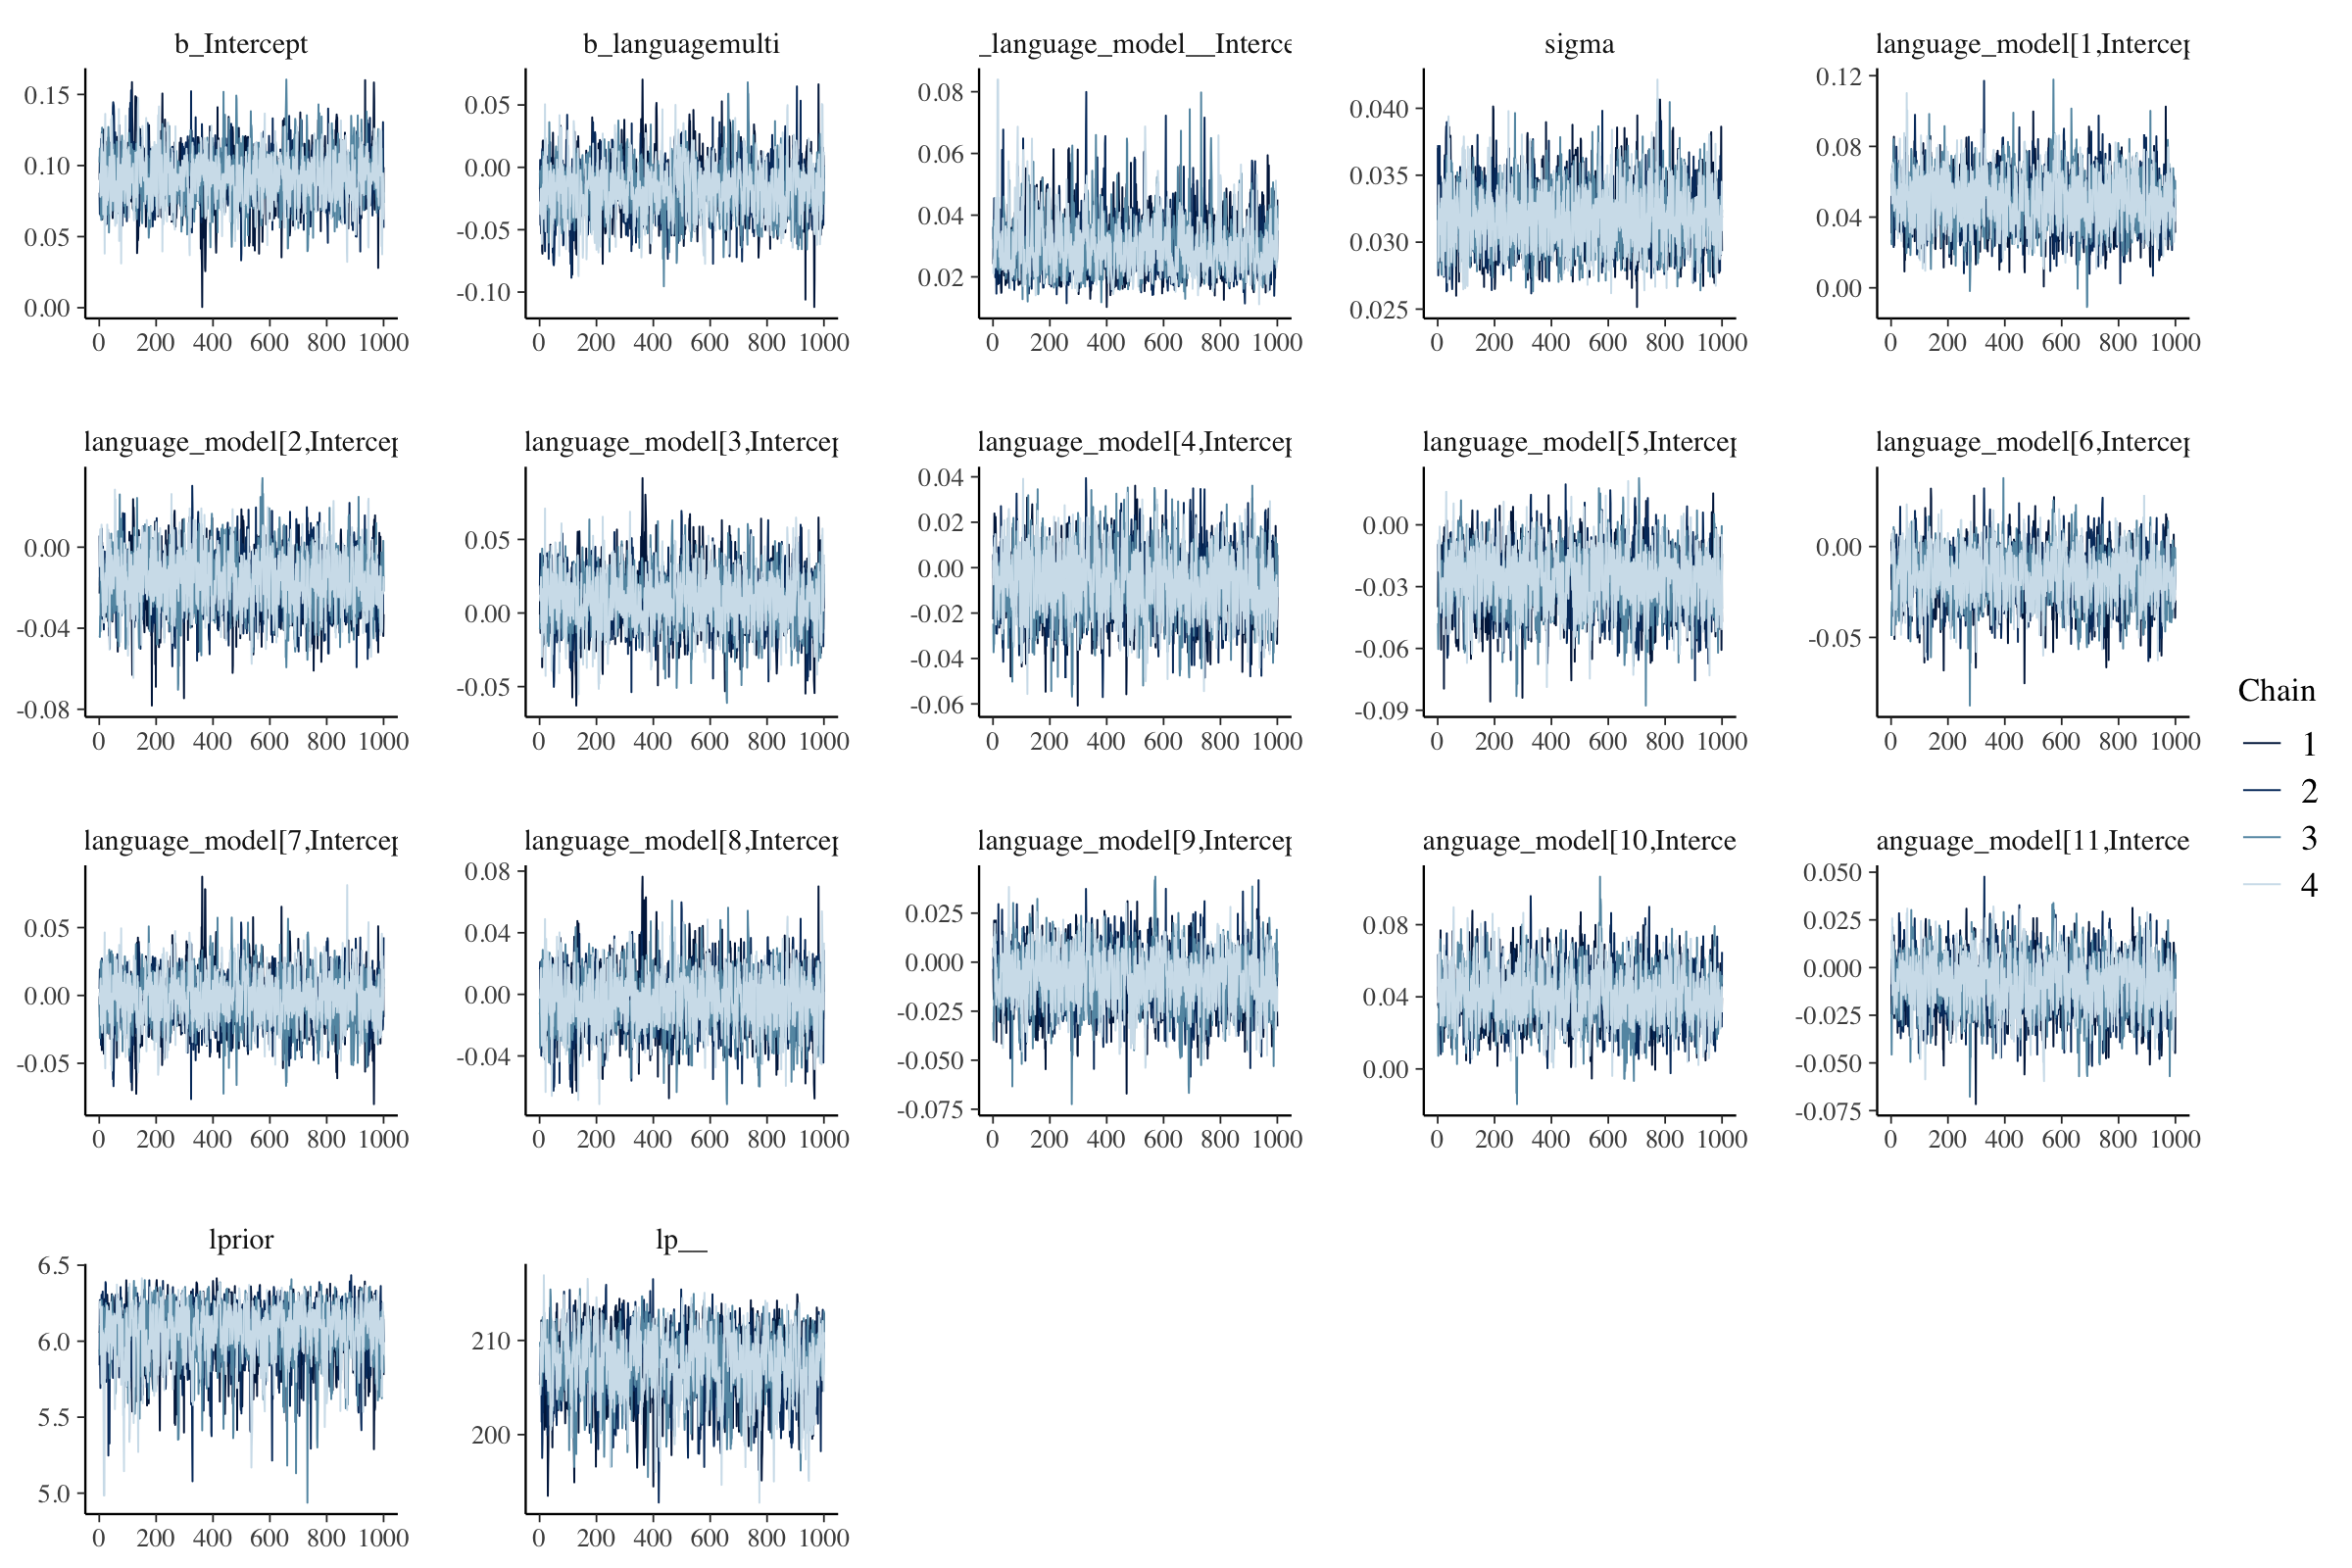 b_Intercept b_languagemulti _language_model__Interce sigma language_model[1,Intercep
0.15 0.10 0.05 0.00
0 200 400 600 800 1000
0.05 0.00 -0.05 -0.10
0 200 400 600 800 1000
0.08 0.06 0.04 0.02
0 200 400 600 800 1000
0.040 0.035 0.030 0.025
0 200 400 600 800 1000
0.12 0.08 0.04 0.00
0 200 400 600 800 1000
language_model[2,Intercep language_model[3,Intercep language_model[4,Intercep language_model[5,Intercep language_model[6,Intercep
0.00 -0.04 -0.08
0 200 400 600 800 1000
0.05 0.00 -0.05
0 200 400 600 800 1000
0.04 0.02 0.00 -0.02 -0.04 -0.06
0 200 400 600 800 1000
0.00 -0.03 -0.06 -0.09
0 200 400 600 800 1000
0.00 -0.05
0 200 400 600 800 1000
language_model[7,Intercep language_model[8,Intercep language_model[9,Intercep anguage_model[10,Interce anguage_model[11,Interce
0.05 0.00 -0.05
0 200 400 600 800 1000
0.08 0.04 0.00 -0.04
0 200 400 600 800 1000
0.025 0.000 -0.025 -0.050 -0.075
0 200 400 600 800 1000
0.08 0.04 0.00
0 200 400 600 800 1000
0.050 0.025 0.000 -0.025 -0.050 -0.075
0 200 400 600 800 1000
lprior lp__
6.5 6.0 5.5 5.0
0 200 400 600 800 1000
210 200
0 200 400 600 800 1000
Chain
1
2
3
4